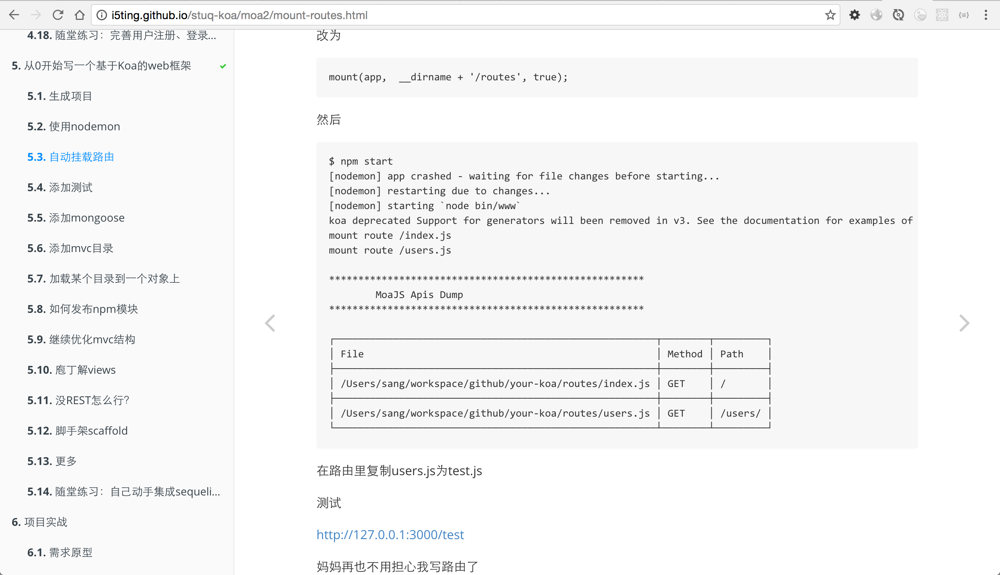 i5ting.github.io/stuq-koa/moa2/mount-routes.html
4.18. 随堂练习：完善用户注册、登录...
5. 从0开始写一个基于Koa的web框架
5.1. 生成项目
5.2. 使用nodemon
5.3. 自动挂载路由
5.4. 添加测试
5.5. 添加mongoose
5.6. 添加mvc目录
5.7. 加载某个目录到一个对象上
5.8. 如何发布npm模块
5.9. 继续优化mvc结构
5.10. 庖丁解views
5.11. 没REST怎么行？
5.12. 脚手架scaffold
5.13. 更多
5.14. 随堂练习：自己动手集成sequeli...
6. 项目实战
6.1. 需求原型
改为
mount(app,  __dirname + '/routes', true);
然后
$ npm start
[nodemon] app crashed - waiting for file changes before starting...
[nodemon] restarting due to changes...
[nodemon] starting `node bin/www`
koa deprecated Support for generators will been removed in v3. See the documentation for examples of
mount route /index.js
mount route /users.js
******************************************************
MoaJS Apis Dump
******************************************************
File Method Path
/Users/sang/workspace/github/your-koa/routes/index.js GET /
/Users/sang/workspace/github/your-koa/routes/users.js GET /users/
在路由里复制users.js为test.js
测试
http://127.0.0.1:3000/test
妈妈再也不用担心我写路由了